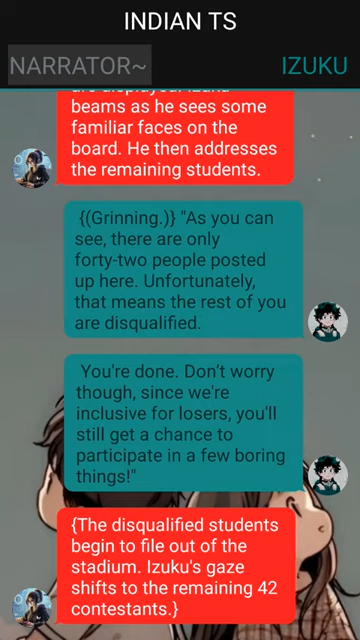 INDIAN TS
NARRATOR~ IZUKU
beams as he sees some
familiar faces on the
board. He then addresses
the remaining students.
{(Grinning.)} "As you can
see, there are only
forty-two people posted
up here. Unfortunately,
that means the rest of you
are disqualified.
You're done. Don't worry
though, since we're
inclusive for losers, you'll
still get a chance to
participate in a few boring
things!"
{The disqualified students
begin to file out of the
stadium. Izuku's gaze
shifts to the remaining 42
contestants.}